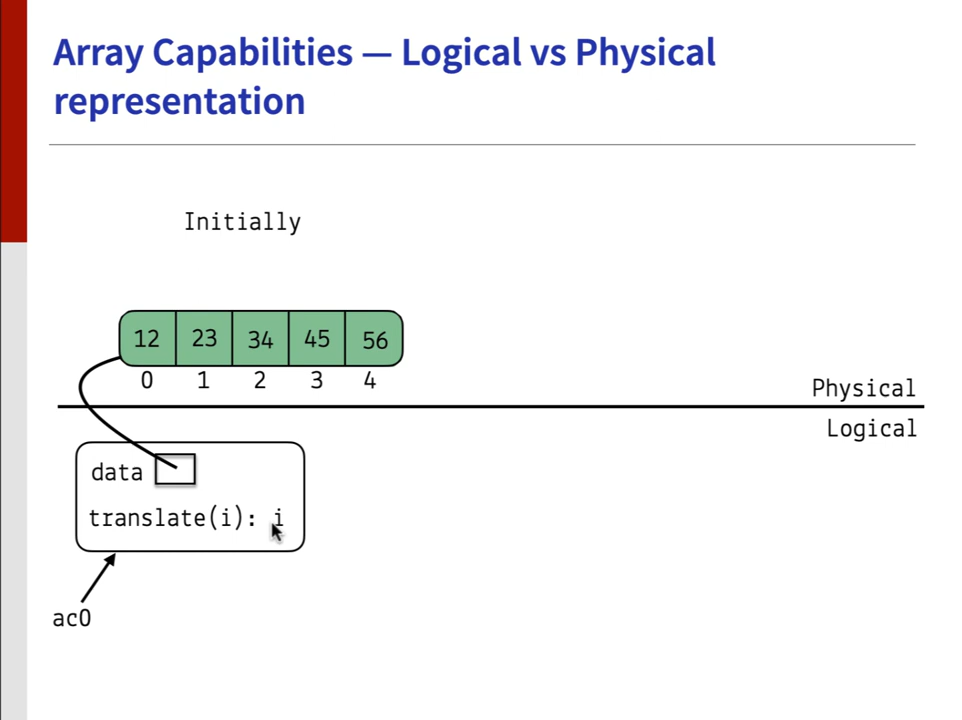 Array Capabilities — Logical vs Physical
representation
Initially
12 23 34 45 56
0 1 2 3 4
Physical
Logical
data
translate(i): i
ac0